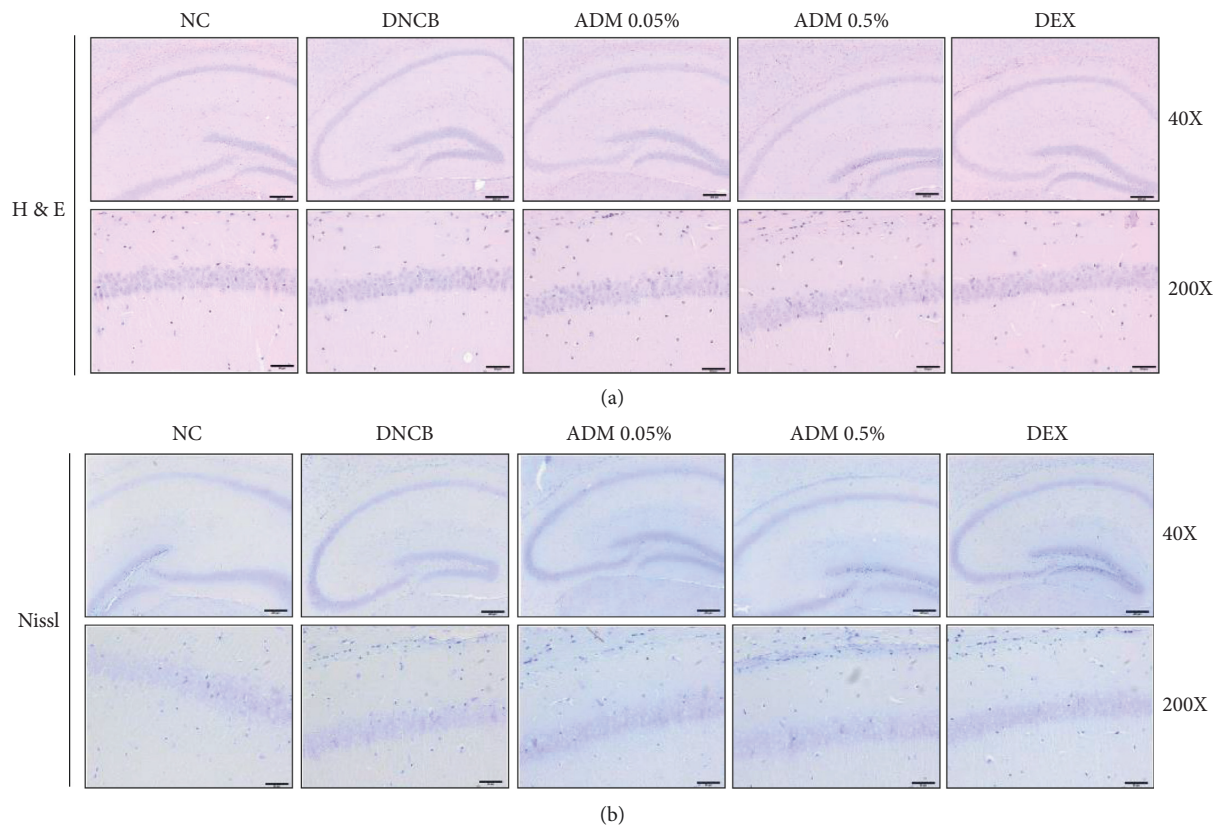 NC DNCB ADM 0.05% ADM 0.5% DEX
40X
H & E
200X
(a)
NC DNCB ADM 0.05% ADM 0.5% DEX
40X
Nissl
200X
(b)